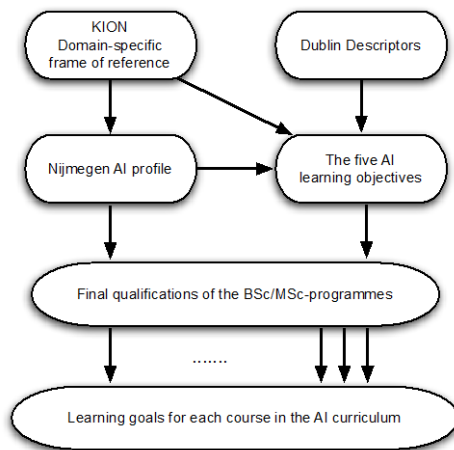 KION
Domain-specific
frame of reference
Dublin Descriptors
Nijmegen AI profile
The five AI
learning objectives
Final qualifications of the BSc/MSc-programmes
.......
Learning goals for each course in the AI curriculum